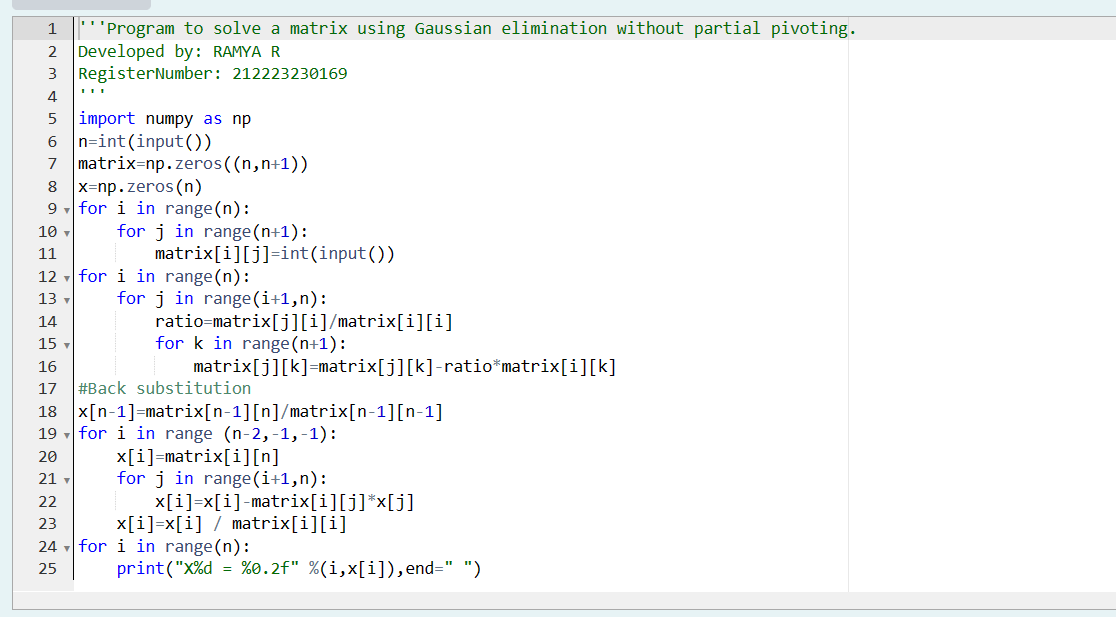 1 '''Program to solve a matrix using Gaussian elimination without partial pivoting.
2 Developed by: RAMYA R
3 RegisterNumber: 212223230169
4 '''
5 import numpy as np
6 n=int(input())
7 matrix=np.zeros((n,n+1))
8 x=np.zeros(n)
9 for i in range(n):
10     for j in range(n+1):
11         matrix[i][j]=int(input())
12 for i in range(n):
13     for j in range(i+1,n):
14         ratio=matrix[j][i]/matrix[i][i]
15         for k in range(n+1):
16             matrix[j][k]=matrix[j][k]-ratio*matrix[i][k]
17 #Back substitution
18 x[n-1]=matrix[n-1][n]/matrix[n-1][n-1]
19 for i in range (n-2,-1,-1):
20     x[i]=matrix[i][n]
21     for j in range(i+1,n):
22         x[i]=x[i]-matrix[i][j]*x[j]
23     x[i]=x[i] / matrix[i][i]
24 for i in range(n):
25     print("X%d = %0.2f" %(i,x[i]),end=" ")